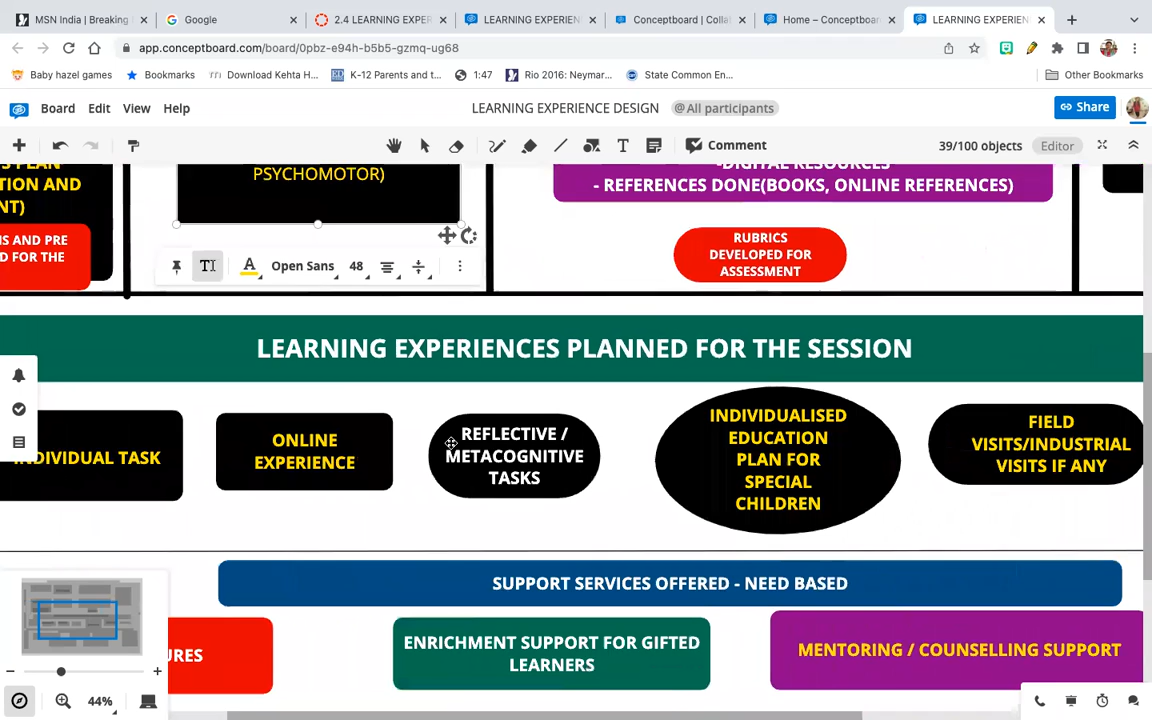 MSN India | Breaking
Google
2.4 LEARNING EXPER
LEARNING EXPERIEN
Conceptboard | Colla
Home – Conceptboar
LEARNING EXPERIEN
app.conceptboard.com/board/0pbz-e94h-b5b5-gzmq-ug68
Baby hazel games
Bookmarks
Download Kehta H...
K-12 Parents and t...
1:47
Rio 2016: Neymar...
State Common En...
Other Bookmarks
Board
Edit
View
Help
LEARNING EXPERIENCE DESIGN
@All participants
Share
Comment
39/100 objects
Editor
S PLAN
TION AND
NT)
IS AND PRE
D FOR THE
PSYCHOMOTOR)
Open Sans
48
-DIGITAL RESOURCES
- REFERENCES DONE(BOOKS, ONLINE REFERENCES)
RUBRICS
DEVELOPED FOR
ASSESSMENT
LEARNING EXPERIENCES PLANNED FOR THE SESSION
INDIVIDUAL TASK
ONLINE
EXPERIENCE
REFLECTIVE /
METACOGNITIVE
TASKS
INDIVIDUALISED
EDUCATION
PLAN FOR
SPECIAL
CHILDREN
FIELD
VISITS/INDUSTRIAL
VISITS IF ANY
SUPPORT SERVICES OFFERED - NEED BASED
URES
ENRICHMENT SUPPORT FOR GIFTED
LEARNERS
MENTORING / COUNSELLING SUPPORT
44%